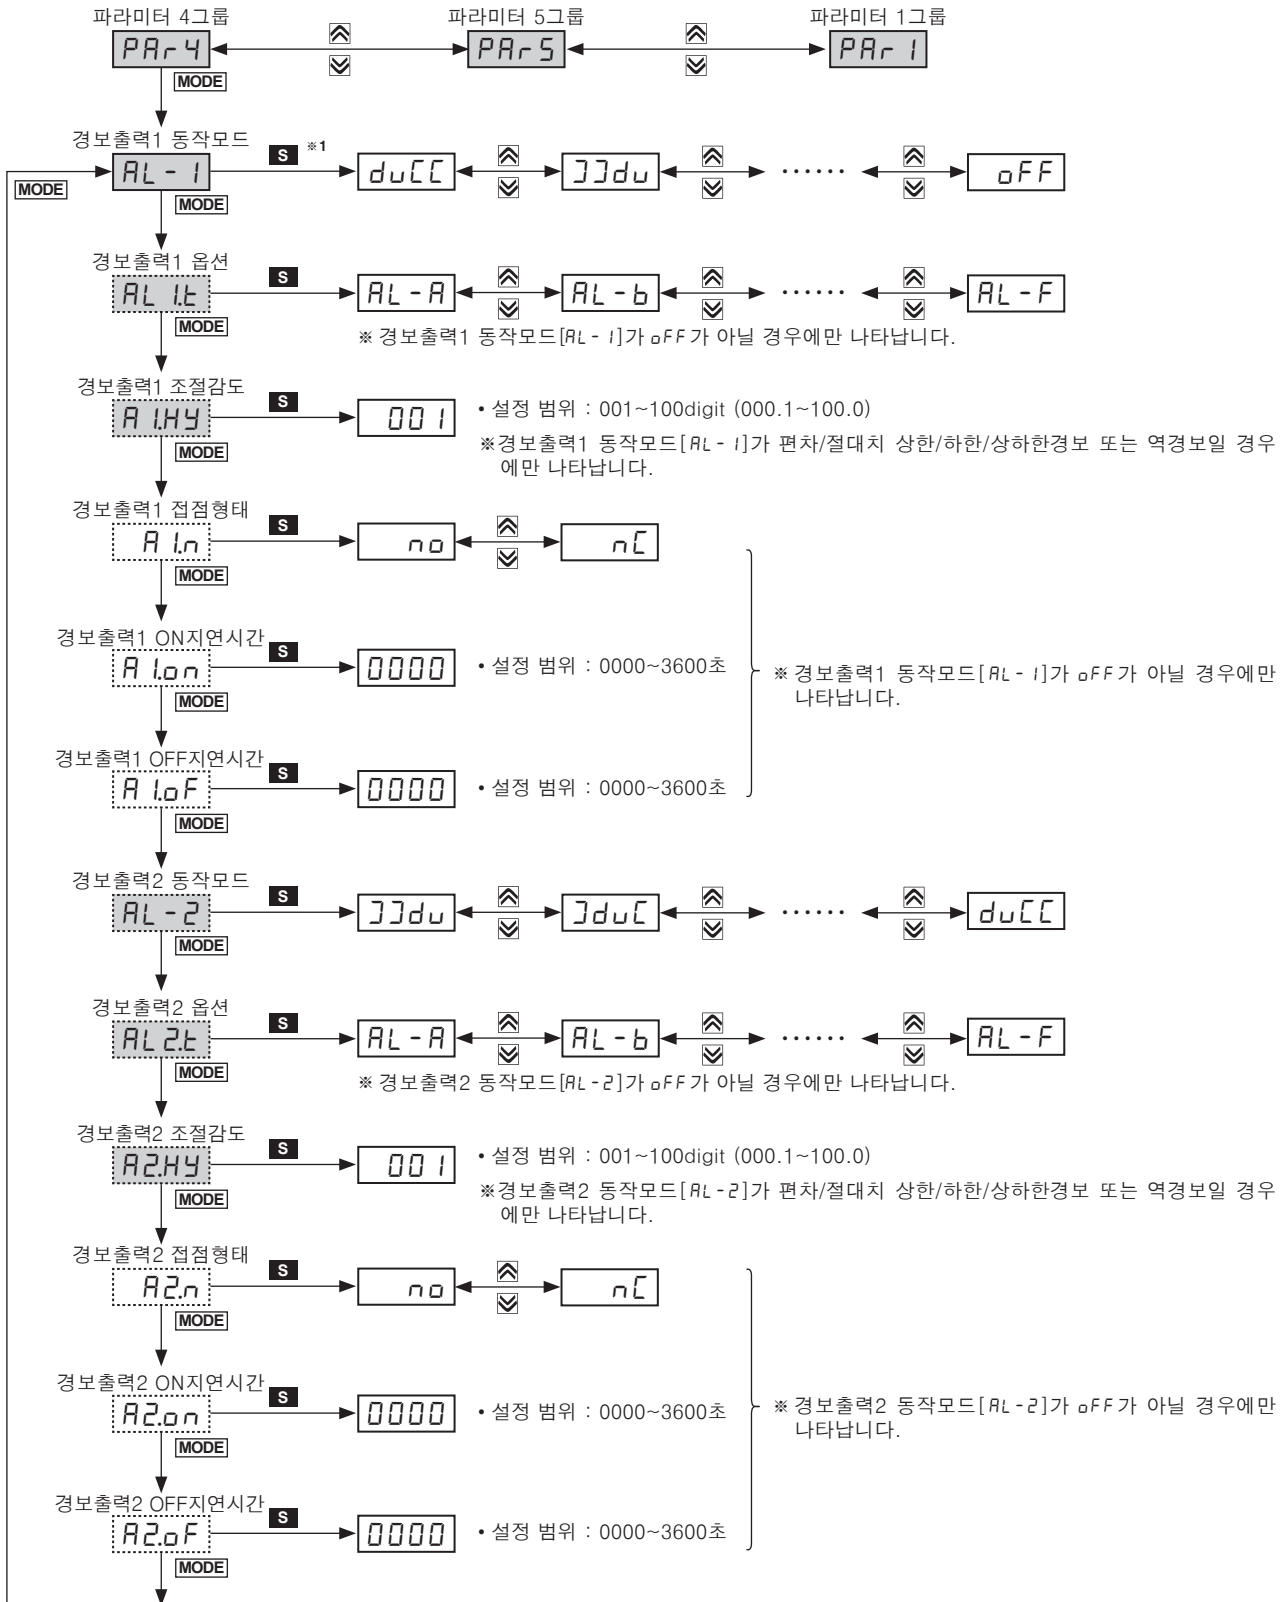 파라미터 4그룹 파라미터 5그룹 파라미터 1그룹
PAr4 PAr5 PAr1
MODE
경보출력1 동작모드
S ※1
MODE AL-1 duCC ]]du ...... oFF
MODE
경보출력1 옵션
S
AL1.t AL-A AL-b ...... AL-F
MODE
※ 경보출력1 동작모드[AL-1]가 oFF가 아닐 경우에만 나타납니다.
경보출력1 조절감도
S
A1.HY 001 • 설정 범위 : 001~100digit (000.1~100.0)
MODE
※경보출력1 동작모드[AL-1]가 편차/절대치 상한/하한/상하한경보 또는 역경보일 경우
에만 나타납니다.
경보출력1 접점형태
S
A1.n no nC
MODE
경보출력1 ON지연시간
S
A1.on 0000 • 설정 범위 : 0000~3600초
※ 경보출력1 동작모드[AL-1]가 oFF가 아닐 경우에만
나타납니다.
MODE
경보출력1 OFF지연시간
S
A1.oF 0000 • 설정 범위 : 0000~3600초
MODE
경보출력2 동작모드
S
AL-2 ]]du ]duC ...... duCC
MODE
경보출력2 옵션
S
AL2.t AL-A AL-b ...... AL-F
MODE
※ 경보출력2 동작모드[AL-2]가 oFF가 아닐 경우에만 나타납니다.
경보출력2 조절감도
S
A2.HY 001 • 설정 범위 : 001~100digit (000.1~100.0)
MODE
※경보출력2 동작모드[AL-2]가 편차/절대치 상한/하한/상하한경보 또는 역경보일 경우
에만 나타납니다.
경보출력2 접점형태
S
A2.n no nC
MODE
경보출력2 ON지연시간
S
A2.on 0000 • 설정 범위 : 0000~3600초
※ 경보출력2 동작모드[AL-2]가 oFF가 아닐 경우에만
나타납니다.
MODE
경보출력2 OFF지연시간
S
A2.oF 0000 • 설정 범위 : 0000~3600초
MODE